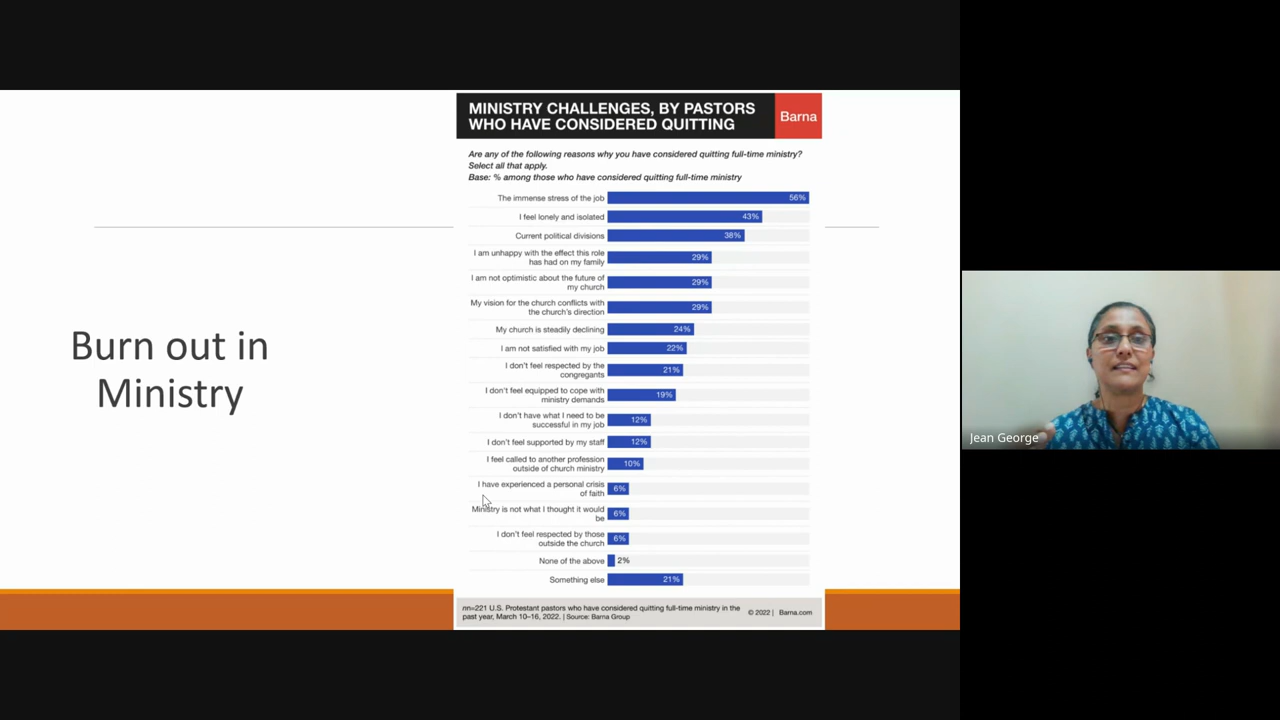 Burn out in
Ministry
MINISTRY CHALLENGES, BY PASTORS
WHO HAVE CONSIDERED QUITTING
Barna
Are any of the following reasons why you have considered quitting full-time ministry?
Select all that apply.
Base: % among those who have considered quitting full-time ministry
The immense stress of the job 56%
I feel lonely and isolated 43%
Current political divisions 38%
I am unhappy with the effect this role
has had on my family 29%
I am not optimistic about the future of
my church 29%
My vision for the church conflicts with
the church's direction 29%
My church is steadily declining 24%
I am not satisfied with my job 22%
I don't feel respected by the
congregants 21%
I don't feel equipped to cope with
ministry demands 19%
I don't have what I need to be
successful in my job 12%
I don't feel supported by my staff 12%
I feel called to another profession
outside of church ministry 10%
I have experienced a personal crisis
of faith 6%
Ministry is not what I thought it would
be 6%
I don't feel respected by those
outside the church 6%
None of the above 2%
Something else 21%
nn=221 U.S. Protestant pastors who have considered quitting full-time ministry in the
past year, March 10–16, 2022. | Source: Barna Group
© 2022 | Barna.com
Jean George